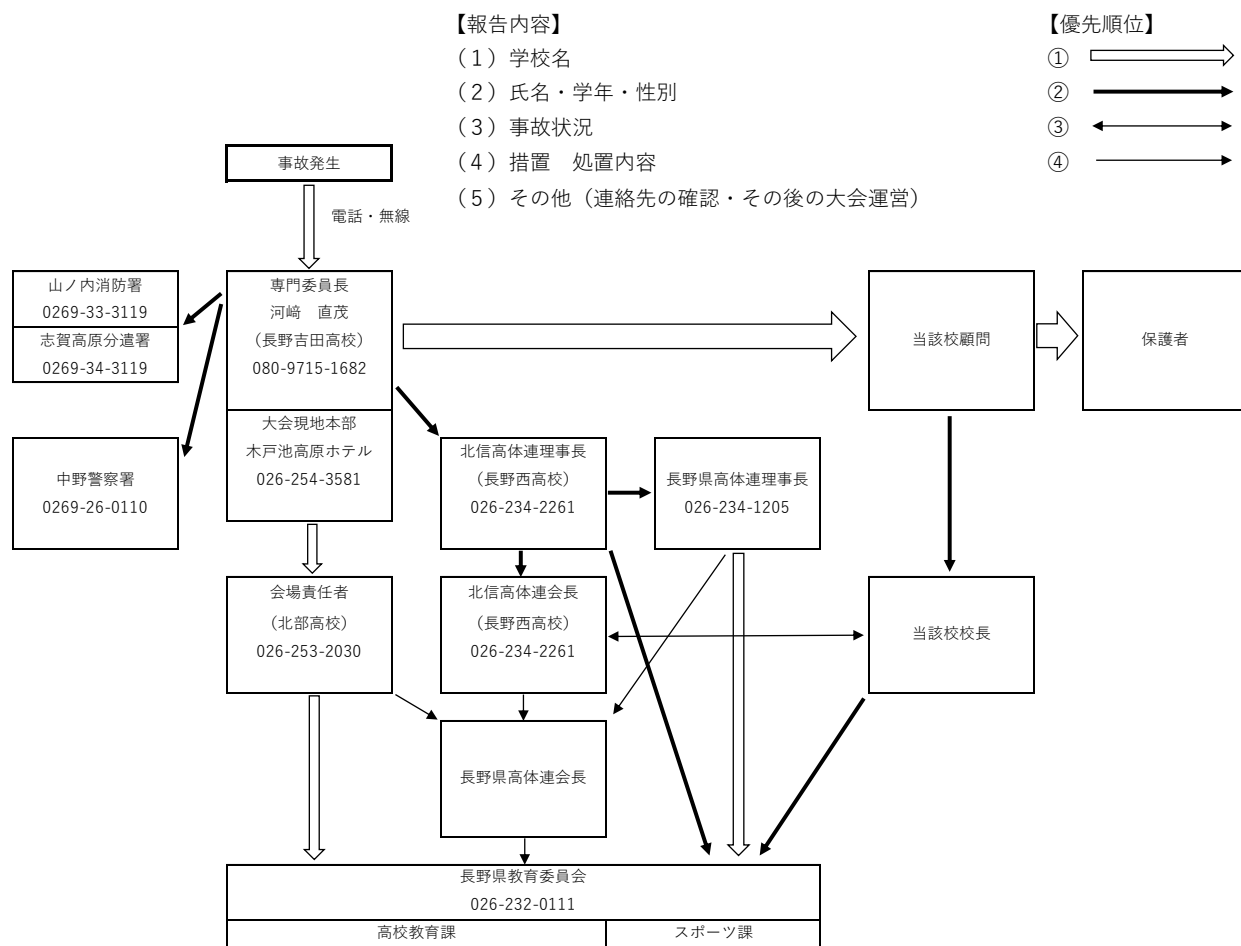 【報告内容】
（１）学校名
（２）氏名・学年・性別
（３）事故状況
（４）措置　処置内容
（５）その他（連絡先の確認・その後の大会運営）
【優先順位】
①
②
③
④
事故発生
電話・無線
山ノ内消防署
0269-33-3119
志賀高原分遣署
0269-34-3119
専門委員長
河﨑　直茂
（長野吉田高校）
080-9715-1682
当該校顧問
保護者
大会現地本部
木戸池高原ホテル
026-254-3581
中野警察署
0269-26-0110
北信高体連理事長
（長野西高校）
026-234-2261
長野県高体連理事長
026-234-1205
会場責任者
（北部高校）
026-253-2030
北信高体連会長
（長野西高校）
026-234-2261
当該校校長
長野県高体連会長
長野県教育委員会
026-232-0111
高校教育課
スポーツ課